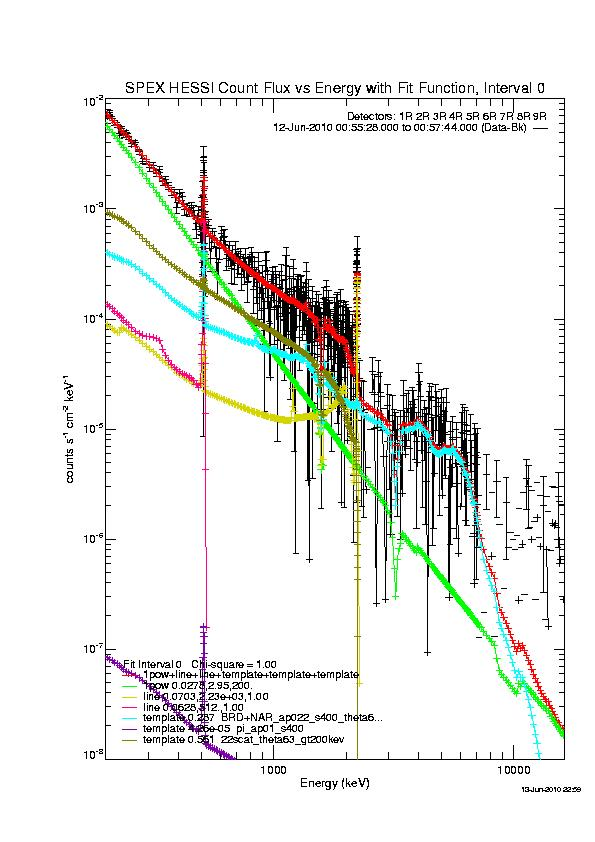 SPEX HESSI Count Flux vs Energy with Fit Function, Interval 0
Detectors: 1R 2R 3R 4R 5R 6R 7R 8R 9R
12-Jun-2010 00:55:28.000 to 00:57:44.000 (Data-Bk)
10⁻²
10⁻³
10⁻⁴
10⁻⁵
10⁻⁶
10⁻⁷
10⁻⁸
counts s⁻¹ cm⁻² keV⁻¹
Fit Interval 0 Chi-square = 1.00
1pow+line+line+template+template+template
1pow 0.0278,2.95,200.
line 0.0703,2.23e+03,1.00
line 0.0628,512.,1.00
template 0.237 BRD+NAR_ap022_s400_theta6...
template pi_ap01_s400
template 0.551 22scat_theta63_gt200kev
1000
10000
Energy (keV)
13-Jun-2010 22:59